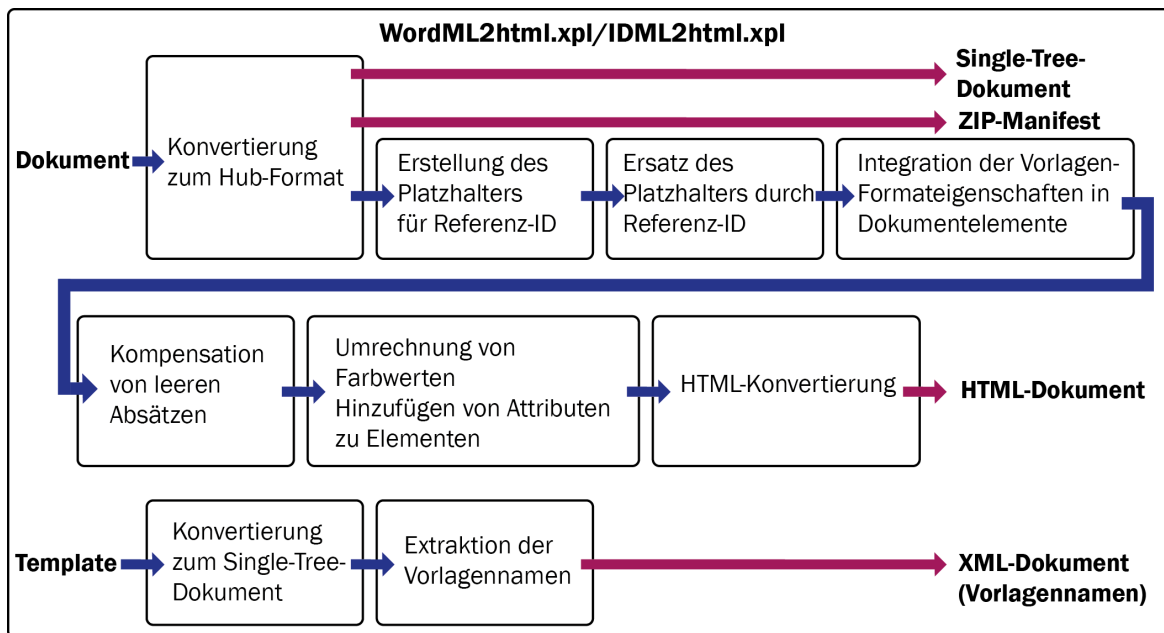 WordML2html.xpl/IDML2html.xpl
Single-Tree-
Dokument
ZIP-Manifest
Dokument
Konvertierung
zum Hub-Format
Erstellung des
Platzhalters
für Referenz-ID
Ersatz des
Platzhalters durch
Referenz-ID
Integration der Vorlagen-
Formateigenschaften in
Dokumentelemente
Kompensation
von leeren
Absätzen
Umrechnung von
Farbwerten
Hinzufügen von Attributen
zu Elementen
HTML-Konvertierung
HTML-Dokument
Template
Konvertierung
zum Single-Tree-
Dokument
Extraktion der
Vorlagennamen
XML-Dokument
(Vorlagennamen)